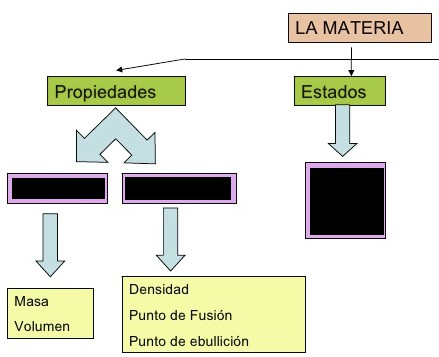 LA MATERIA
Propiedades
Estados
Masa
Volumen
Densidad
Punto de Fusión
Punto de ebullición